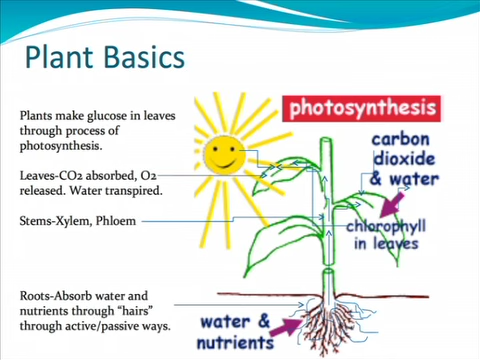 Plant Basics
Plants make glucose in leaves
through process of
photosynthesis.
Leaves-CO2 absorbed, O2
released. Water transpired.
Stems-Xylem, Phloem
Roots-Absorb water and
nutrients through “hairs”
through active/passive ways.
photosynthesis
carbon
dioxide
& water
chlorophyll
in leaves
water &
nutrients